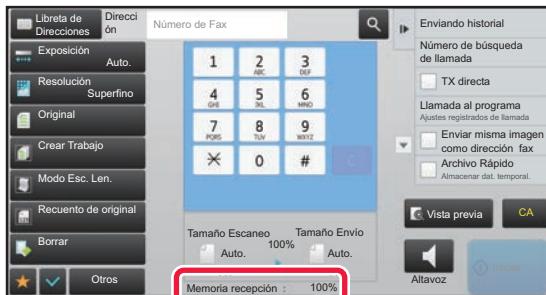 Libreta de
Direcciones
Direcci
ón
Número de Fax
Exposición
Auto.
Resolución
Superfino
Original
Crear Trabajo
Modo Esc. Len.
Recuento de original
Borrar
Otros
1
2
ABC
3
DEF
4
GHI
5
JKL
6
MNO
7
PQRS
8
TUV
9
WXYZ
0
#
C
Tamaño Escaneo
Auto.
100%
Tamaño Envio
Auto.
Memoria recepción : 100%
Enviando historial
Número de búsqueda
de llamada
TX directa
Llamada al programa
Ajustes registrados de llamada
Enviar misma imagen
como dirección fax
Archivo Rápido
Almacenar dat. temporal.
Vista previa
CA
Altavoz